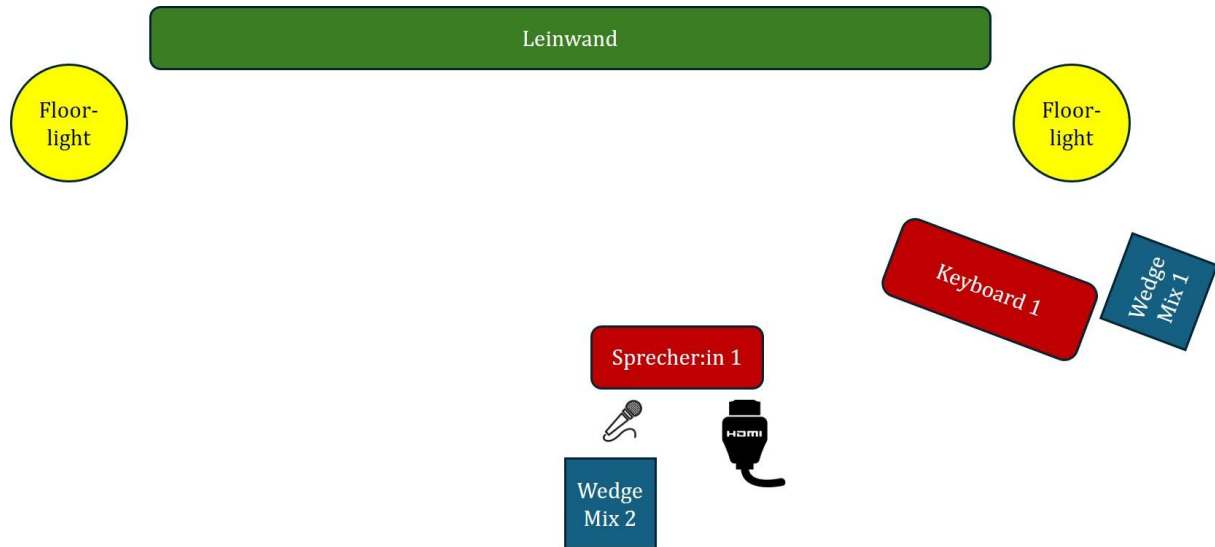 Leinwand
Floor-
light
Floor-
light
Keyboard 1
Wedge
Mix 1
Sprecher:in 1
HDMI
Wedge
Mix 2